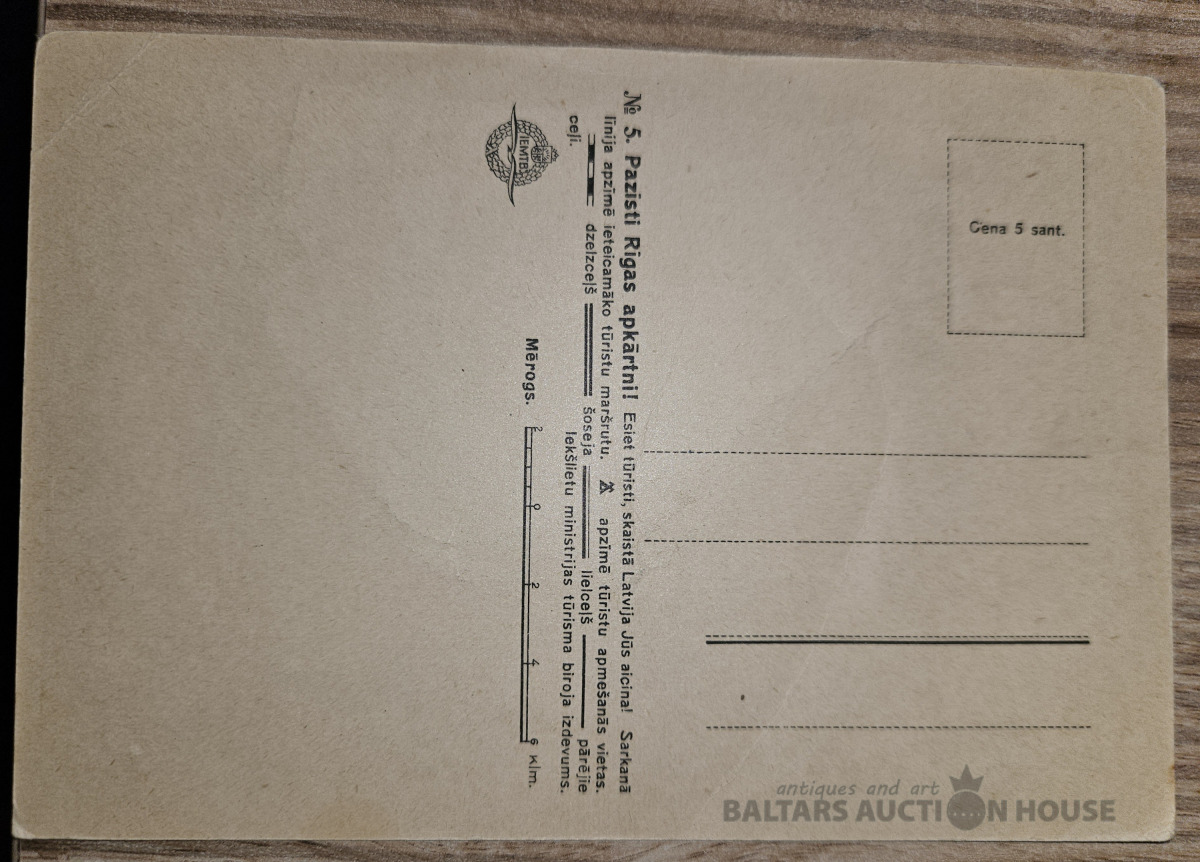 Cena 5 sant.
№ 5. Pazīsti Rīgas apkārtni! Esiet tūristi, skaistā Latvija Jūs aicina! Sarkanā
līnija apzīmē ieteicamāko tūristu maršrutu. apzīmē tūristu apmešanās vietas.
dzelzceļš šoseja lielceļš pārējie
ceļi.
Iekšlietu ministrijas tūrisma biroja izdevums.
IEMTB
Mērogs. 2 0 2 4 6 klm.
antiques and art
BALTARS AUCTION HOUSE